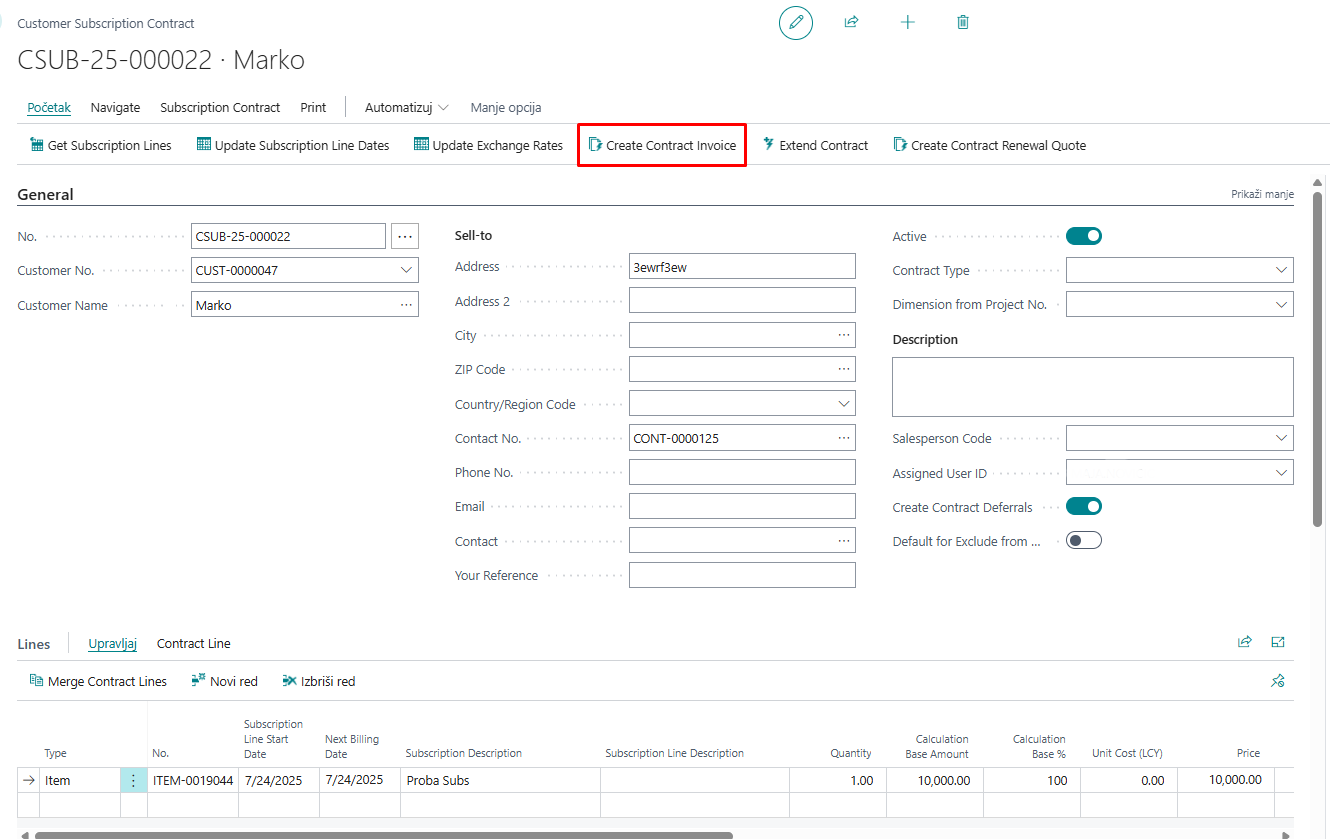 Customer Subscription Contract
CSUB-25-000022 · Marko
Početak Navigate Subscription Contract Print Automatizuj Manje opcija
Get Subscription Lines Update Subscription Line Dates Update Exchange Rates Create Contract Invoice Extend Contract Create Contract Renewal Quote
General Prikaži manje
No. CSUB-25-000022
Customer No. CUST-0000047
Customer Name Marko
Sell-to
Address 3ewrf3ew
Address 2
City
ZIP Code
Country/Region Code
Contact No. CONT-0000125
Phone No.
Email
Contact
Your Reference
Active
Contract Type
Dimension from Project No.
Description
Salesperson Code
Assigned User ID
Create Contract Deferrals
Default for Exclude from ...
Lines Upravljaj Contract Line
Merge Contract Lines Novi red Izbriši red
Type No. Subscription Line Start Date Next Billing Date Subscription Description Subscription Line Description Quantity Calculation Base Amount Calculation Base % Unit Cost (LCY) Price
Item ITEM-0019044 7/24/2025 7/24/2025 Proba Subs 1.00 10,000.00 100 0.00 10,000.00